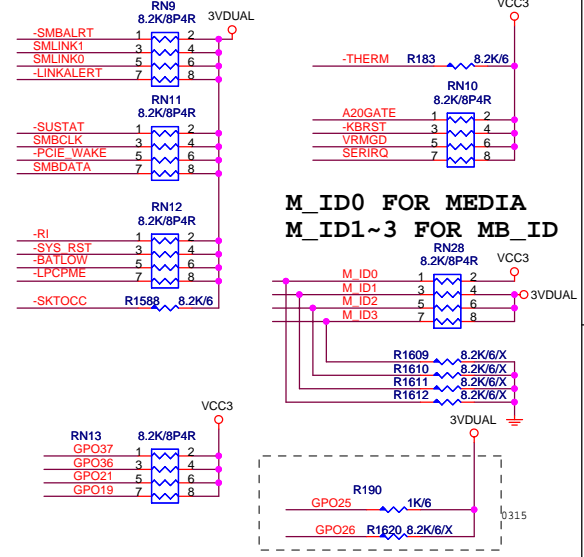 RN9
8.2K/8P4R 3VDUAL
-SMBALRT 1 2
SMLINK1 3 4
SMLINK0 5 6
-LINKALERT 7 8
RN11
8.2K/8P4R
-SUSTAT 1 2
SMBCLK 3 4
-PCIE_WAKE 5 6
SMBDATA 7 8
RN12
8.2K/8P4R
-RI 1 2
-SYS_RST 3 4
-BATLOW 5 6
-LPCPME 7 8
-SKTOCC R1588 8.2K/6
VCC3
RN13 8.2K/8P4R
GPO37 1 2
GPO36 3 4
GPO21 5 6
GPO19 7 8
VCC3
-THERM R183 8.2K/6
RN10
8.2K/8P4R
A20GATE 1 2
-KBRST 3 4
VRMGD 5 6
SERIRQ 7 8
M_ID0 FOR MEDIA
M_ID1~3 FOR MB_ID
RN28
8.2K/8P4R VCC3
M_ID0 1 2
M_ID1 3 4 3VDUAL
M_ID2 5 6
M_ID3 7 8
R1609 8.2K/6/X
R1610 8.2K/6/X
R1611 8.2K/6/X
R1612 8.2K/6/X
3VDUAL
R190
GPO25 1K/6
0315
GPO26 R1620 8.2K/6/X